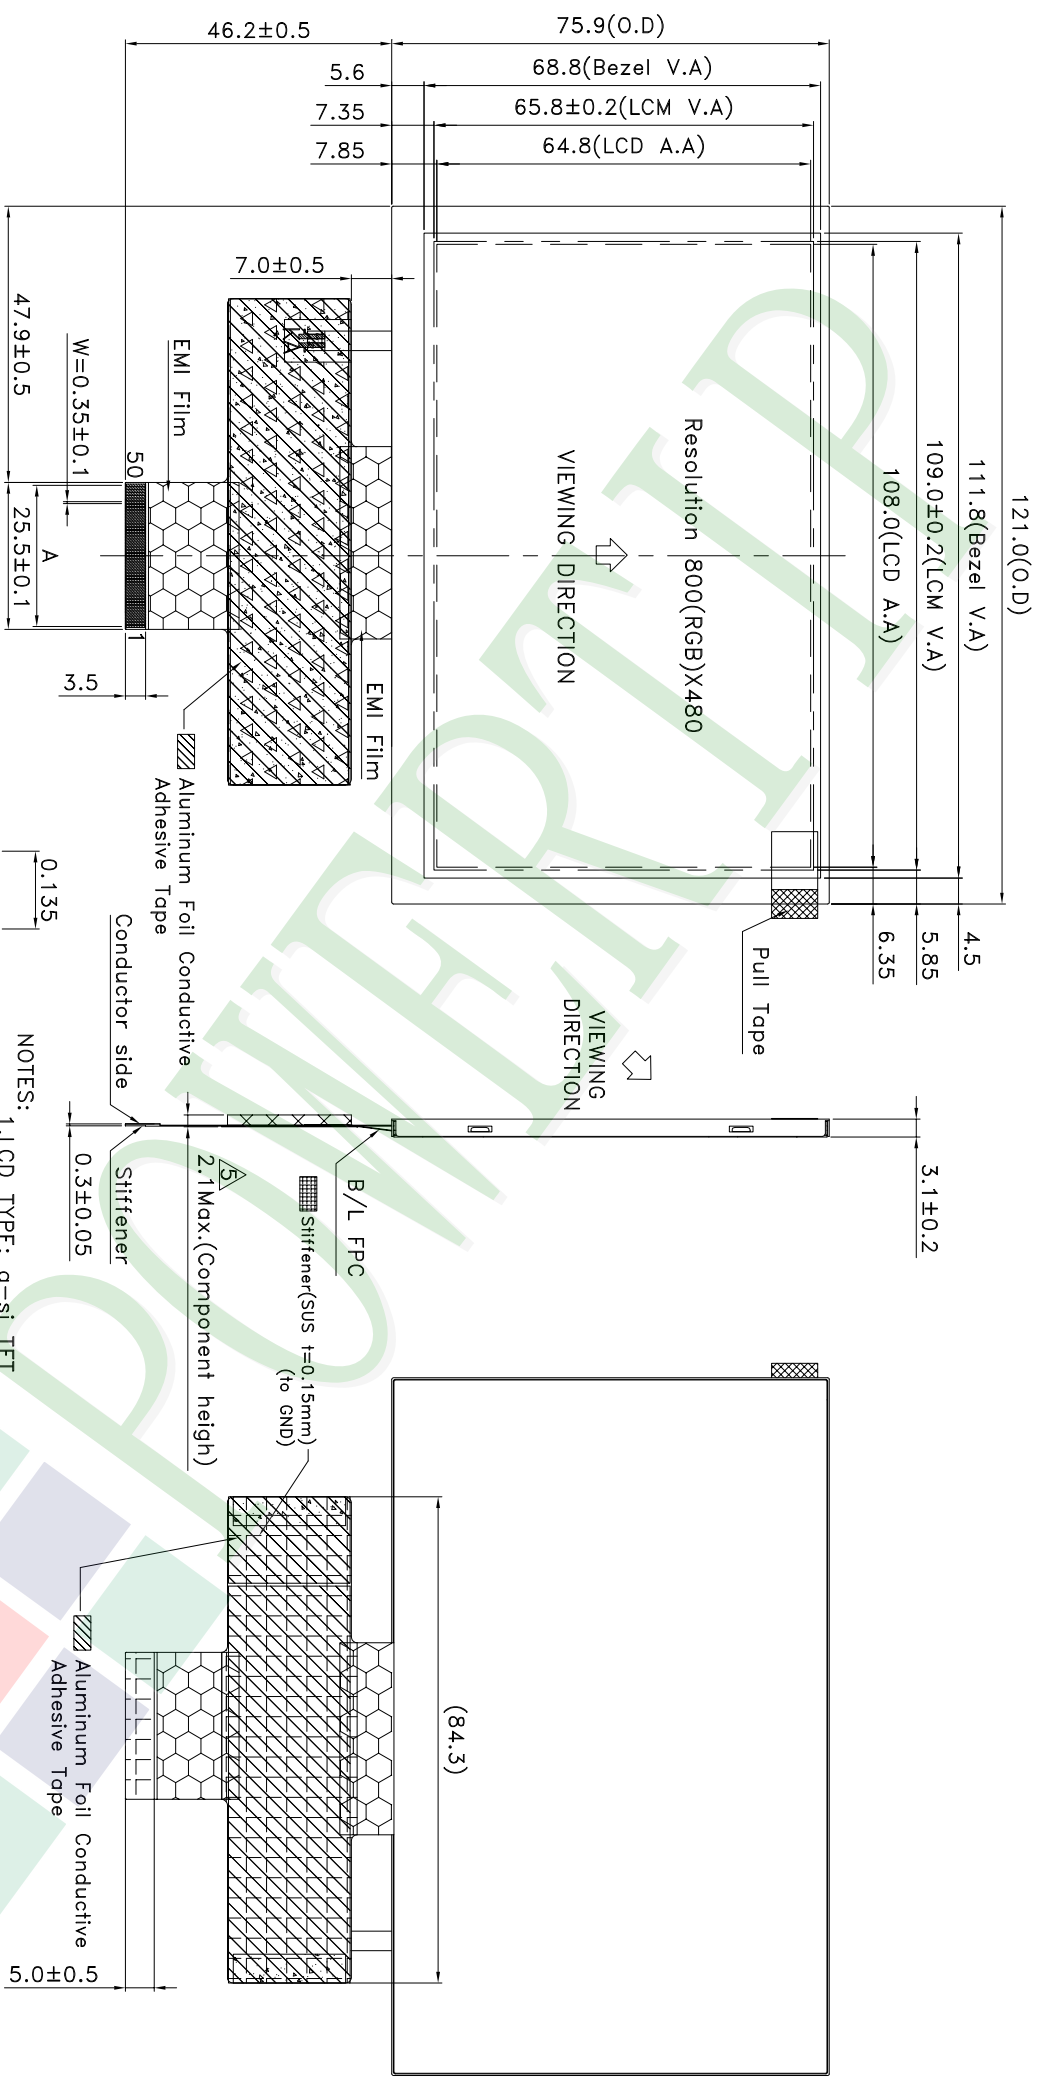 121.0(O.D)
111.8(Bezel V.A)
109.0±0.2(LCM V.A)
108.0(LCD A.A)
4.5
5.85
6.35
75.9(O.D)
68.8(Bezel V.A)
65.8±0.2(LCM V.A)
64.8(LCD A.A)
46.2±0.5
5.6
7.35
7.85
Resolution 800(RGB)X480
VIEWING DIRECTION
Pull Tape
7.0±0.5
EMI Film
EMI Film
Aluminum Foil Conductive
Adhesive Tape
50
1
3.5
W=0.35±0.1
A
47.9±0.5
25.5±0.1
0.135
3.1±0.2
VIEWING
DIRECTION
B/L FPC
Stiffener(SUS t=0.15mm)
(to GND)
5
2.1Max.(Component heigh)
Conductor side
Stiffener
0.3±0.05
NOTES:
1.LCD TYPE: a-si TFT
(84.3)
Aluminum Foil Conductive
Adhesive Tape
5.0±0.5
POWERTIP